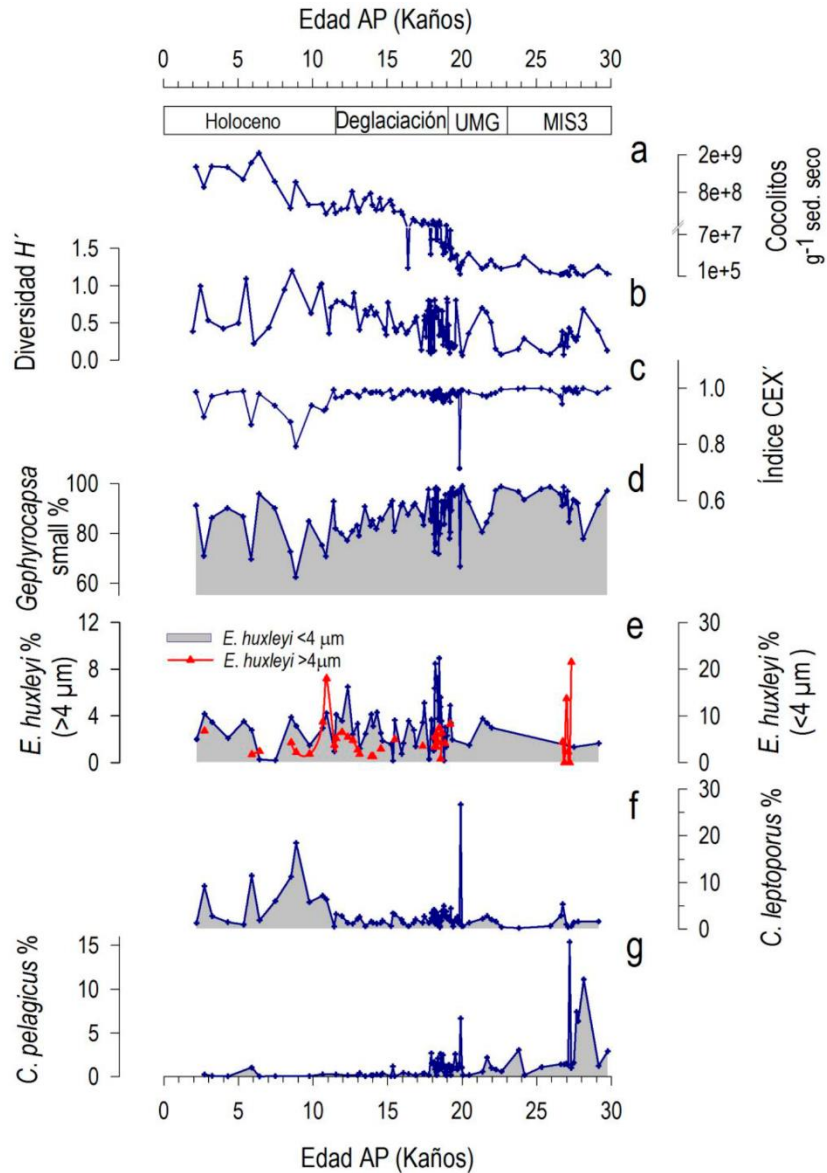 Edad AP (Kaños)
0 5 10 15 20 25 30
Holoceno Deglaciación UMG MIS3
a
2e+9
8e+8
7e+7
1e+5
Cocolitos
g-1 sed. seco
Diversidad H´
1.5
1.0
0.5
0.0
b
c
1.0
0.8
0.6
Índice CEX´
d
Gephyrocapsa
small %
100
80
60
E. huxleyi %
(>4 µm)
12
8
4
0
E. huxleyi <4 µm
E. huxleyi >4µm
e
30
20
10
0
E. huxleyi %
(<4 µm)
f
30
20
10
0
C. leptoporus %
g
C. pelagicus %
15
10
5
0
0 5 10 15 20 25 30
Edad AP (Kaños)